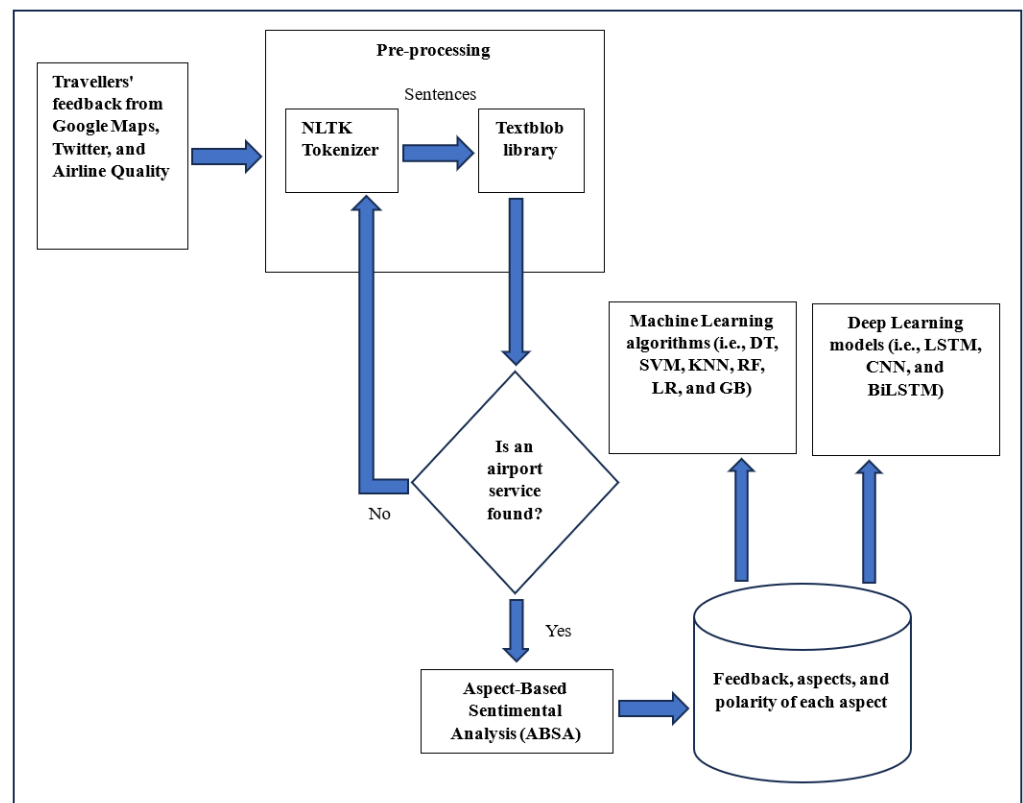 Pre-processing
Travellers'
feedback from
Google Maps,
Twitter, and
Airline Quality
Sentences
NLTK
Tokenizer
Textblob
library
Machine Learning
algorithms (i.e., DT,
SVM, KNN, RF,
LR, and GB)
Deep Learning
models (i.e., LSTM,
CNN, and
BiLSTM)
Is an
airport
service
found?
No
Yes
Aspect-Based
Sentimental
Analysis (ABSA)
Feedback, aspects, and
polarity of each aspect